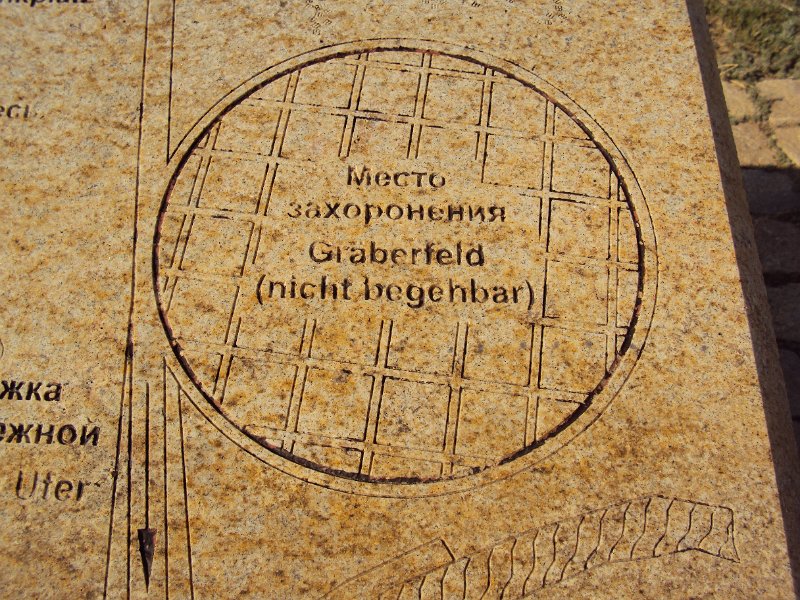 Место
захоронения
Gräberfeld
(nicht begehbar)
жка
ежной
Ufer